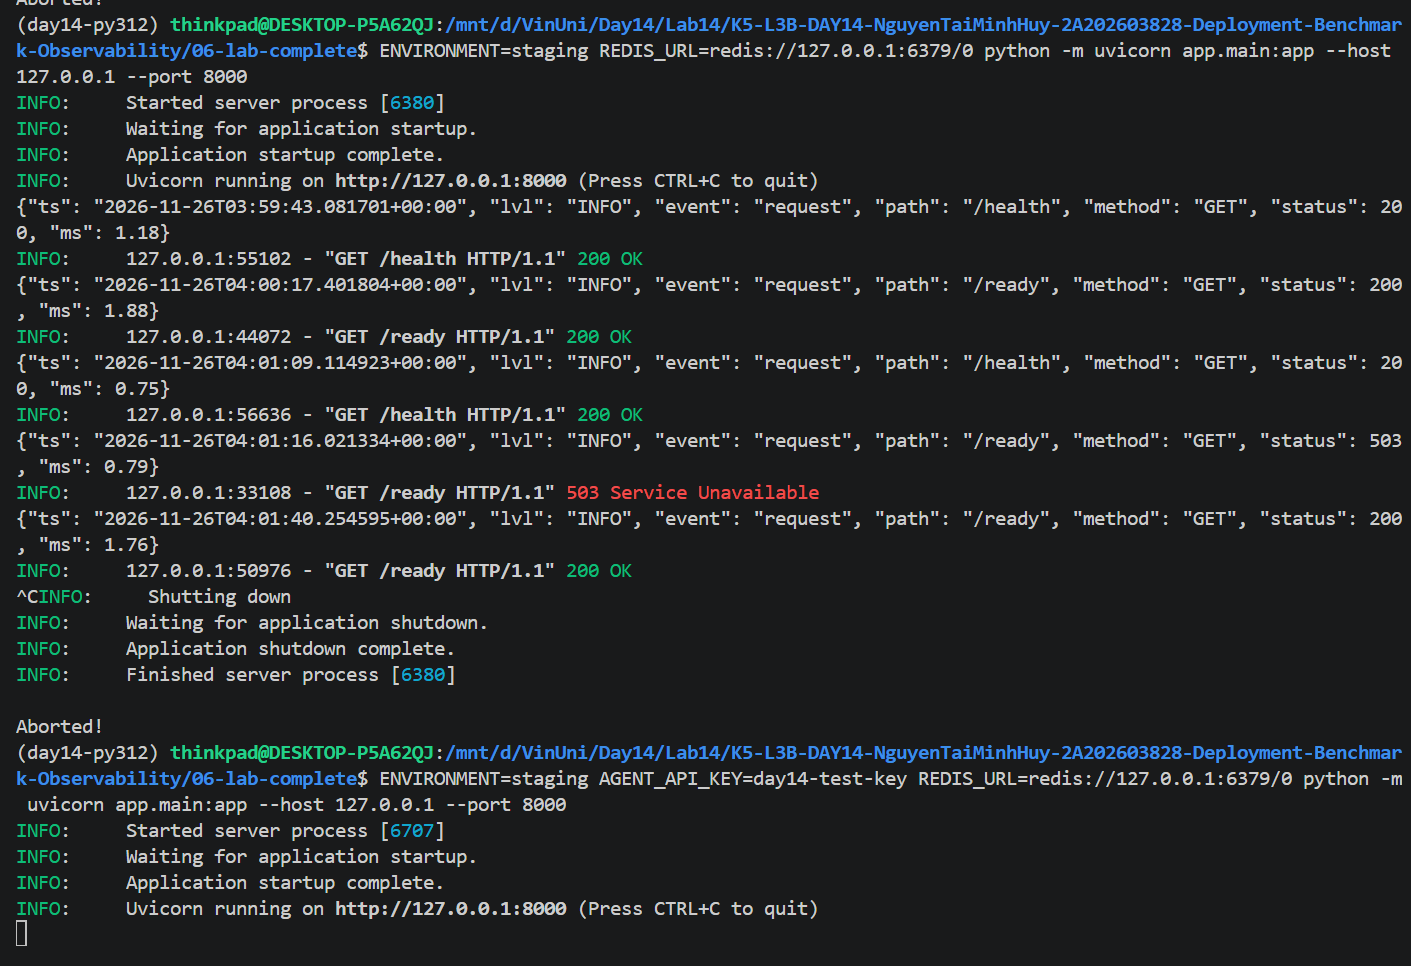 Aborted!
(day14-py312) thinkpad@DESKTOP-P5A62QJ:/mnt/d/VinUni/Day14/Lab14/K5-L3B-DAY14-NguyenTaiMinhHuy-2A202603828-Deployment-Benchmar
k-Observability/06-lab-complete$ ENVIRONMENT=staging REDIS_URL=redis://127.0.0.1:6379/0 python -m uvicorn app.main:app --host
127.0.0.1 --port 8000
INFO:     Started server process [6380]
INFO:     Waiting for application startup.
INFO:     Application startup complete.
INFO:     Uvicorn running on http://127.0.0.1:8000 (Press CTRL+C to quit)
{"ts": "2026-11-26T03:59:43.081701+00:00", "lvl": "INFO", "event": "request", "path": "/health", "method": "GET", "status": 20
0, "ms": 1.18}
INFO:     127.0.0.1:55102 - "GET /health HTTP/1.1" 200 OK
{"ts": "2026-11-26T04:00:17.401804+00:00", "lvl": "INFO", "event": "request", "path": "/ready", "method": "GET", "status": 200
, "ms": 1.88}
INFO:     127.0.0.1:44072 - "GET /ready HTTP/1.1" 200 OK
{"ts": "2026-11-26T04:01:09.114923+00:00", "lvl": "INFO", "event": "request", "path": "/health", "method": "GET", "status": 20
0, "ms": 0.75}
INFO:     127.0.0.1:56636 - "GET /health HTTP/1.1" 200 OK
{"ts": "2026-11-26T04:01:16.021334+00:00", "lvl": "INFO", "event": "request", "path": "/ready", "method": "GET", "status": 503
, "ms": 0.79}
INFO:     127.0.0.1:33108 - "GET /ready HTTP/1.1" 503 Service Unavailable
{"ts": "2026-11-26T04:01:40.254595+00:00", "lvl": "INFO", "event": "request", "path": "/ready", "method": "GET", "status": 200
, "ms": 1.76}
INFO:     127.0.0.1:50976 - "GET /ready HTTP/1.1" 200 OK
^CINFO:     Shutting down
INFO:     Waiting for application shutdown.
INFO:     Application shutdown complete.
INFO:     Finished server process [6380]
Aborted!
(day14-py312) thinkpad@DESKTOP-P5A62QJ:/mnt/d/VinUni/Day14/Lab14/K5-L3B-DAY14-NguyenTaiMinhHuy-2A202603828-Deployment-Benchmar
k-Observability/06-lab-complete$ ENVIRONMENT=staging AGENT_API_KEY=day14-test-key REDIS_URL=redis://127.0.0.1:6379/0 python -m
 uvicorn app.main:app --host 127.0.0.1 --port 8000
INFO:     Started server process [6707]
INFO:     Waiting for application startup.
INFO:     Application startup complete.
INFO:     Uvicorn running on http://127.0.0.1:8000 (Press CTRL+C to quit)